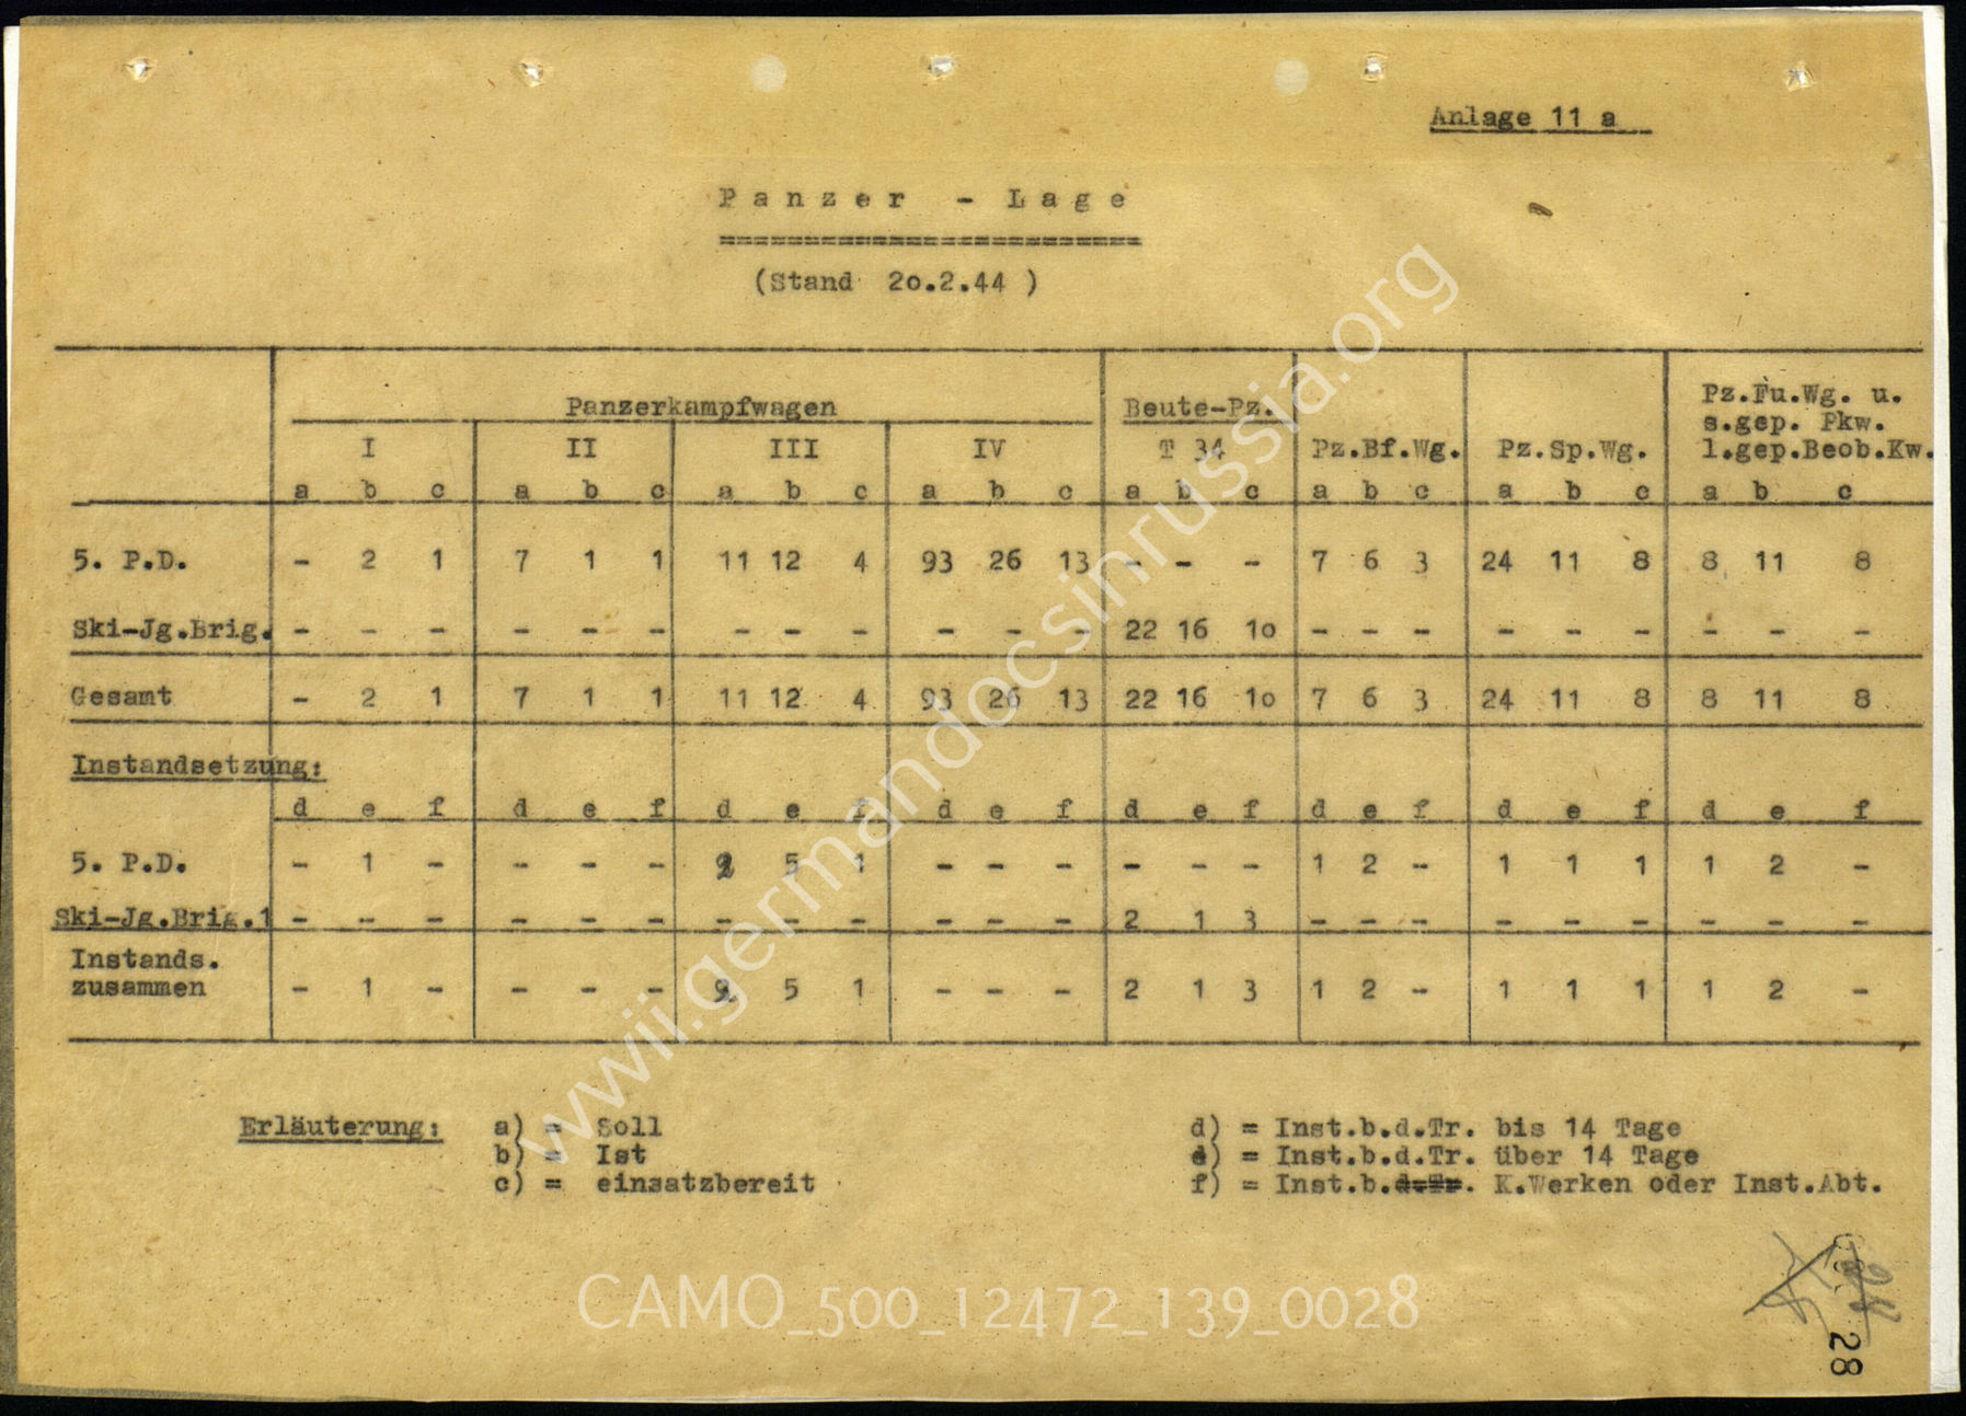 Anlage 11 a
Panzer - Lage
=========================
(Stand 2o.2.44 )
Panzerkampfwagen Beute-Pz. Pz.Fu.Wg. u.
s.gep. Pkw.
I II III IV T 34 Pz.Bf.Wg. Pz.Sp.Wg. l.gep.Beob.Kw.
a b c a b c a b c a b c a b c a b c a b c a b c
5. P.D. - 2 1 7 1 1 11 12 4 93 26 13 - - - 7 6 3 24 11 8 8 11 8
Ski-Jg.Brig. - - - - - - - - - - - - 22 16 1o - - - - - - - - -
Gesamt - 2 1 7 1 1 11 12 4 93 26 13 22 16 1o 7 6 3 24 11 8 8 11 8
Instandsetzung:
d e f d e f d e f d e f d e f d e f d e f d e f
5. P.D. - 1 - - - - 2 5 1 - - - - - - 1 2 - 1 1 1 1 2 -
Ski-Jg.Brig.1 - - - - - - - - - - - - 2 1 3 - - - - - - - - -
Instands.
zusammen - 1 - - - - 2 5 1 - - - 2 1 3 1 2 - 1 1 1 1 2 -
Erläuterung: a) = Soll d) = Inst.b.d.Tr. bis 14 Tage
b) = Ist e) = Inst.b.d.Tr. über 14 Tage
c) = einsatzbereit f) = Inst.b.d.Tr. K.Werken oder Inst.Abt.
28
wwii.germandocsinrussia.org
CAMO_500_12472_139_0028